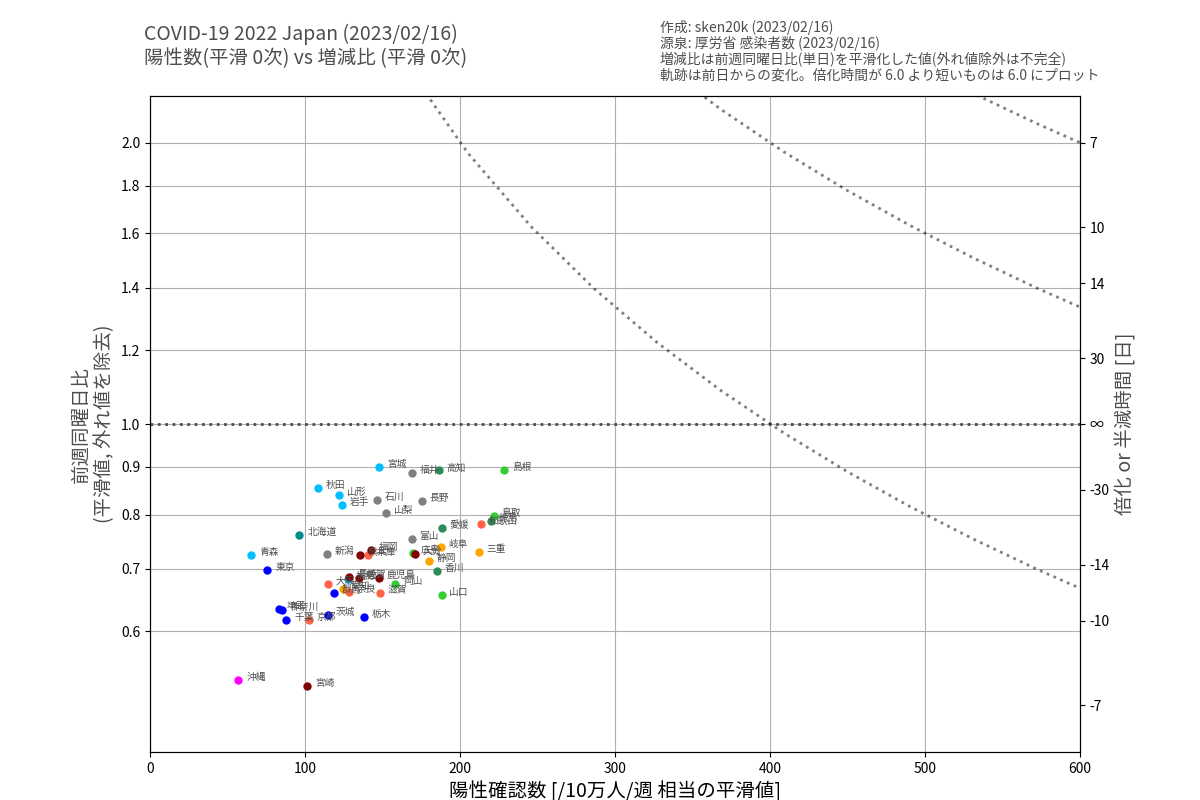 COVID-19 2022 Japan (2023/02/16)
陽性数(平滑 0次) vs 増減比 (平滑 0次)
作成: sken20k (2023/02/16)
源泉: 厚労省 感染者数 (2023/02/16)
増減比は前週同曜日比(単日)を平滑化した値(外れ値除外は不完全)
軌跡は前日からの変化。倍化時間が 6.0 より短いものは 6.0 にプロット
前週同曜日比
(平滑値, 外れ値を除去)
2.0
1.8
1.6
1.4
1.2
1.0
0.9
0.8
0.7
0.6
7
10
14
30
∞
-30
-14
-10
-7
倍化 or 半減時間 [日]
宮城
福井
高知
島根
秋田
山形
岩手
石川
長野
山梨
鳥取
愛媛
北海道
富山
岐阜
三重
青森
新潟
福岡
静岡
東京
香川
鹿児島
岡山
滋賀
山口
茨城
栃木
千葉
京都
沖縄
宮崎
0
100
200
300
400
500
600
陽性確認数 [/10万人/週 相当の平滑値]